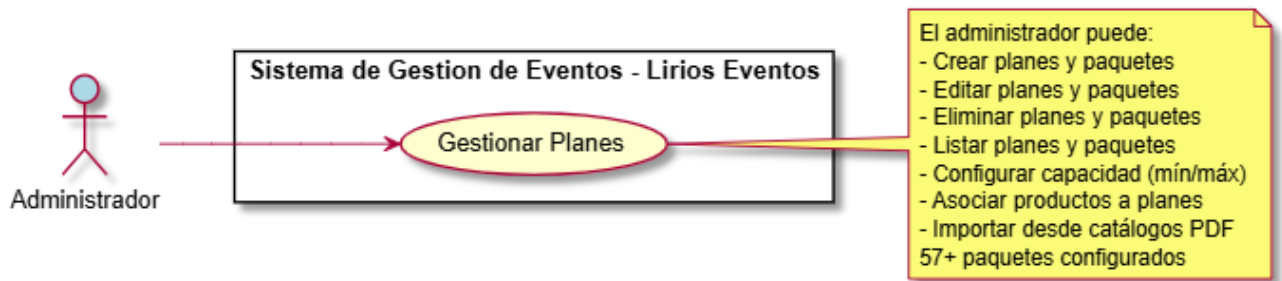 Sistema de Gestion de Eventos - Lirios Eventos
Gestionar Planes
Administrador
El administrador puede:
- Crear planes y paquetes
- Editar planes y paquetes
- Eliminar planes y paquetes
- Listar planes y paquetes
- Configurar capacidad (mín/máx)
- Asociar productos a planes
- Importar desde catálogos PDF
57+ paquetes configurados